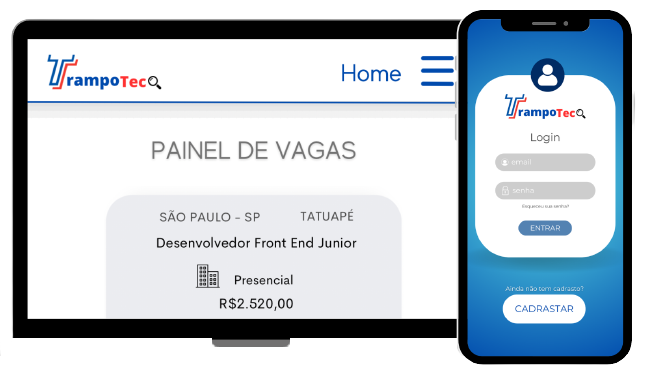 TrampoTec
Home
PAINEL DE VAGAS
SÃO PAULO - SP TATUAPÉ
Desenvolvedor Front End Junior
Presencial
R$2.520,00
TrampoTec
Login
email
senha
Esqueceu sua senha?
ENTRAR
Ainda não tem cadrasto?
CADRASTAR